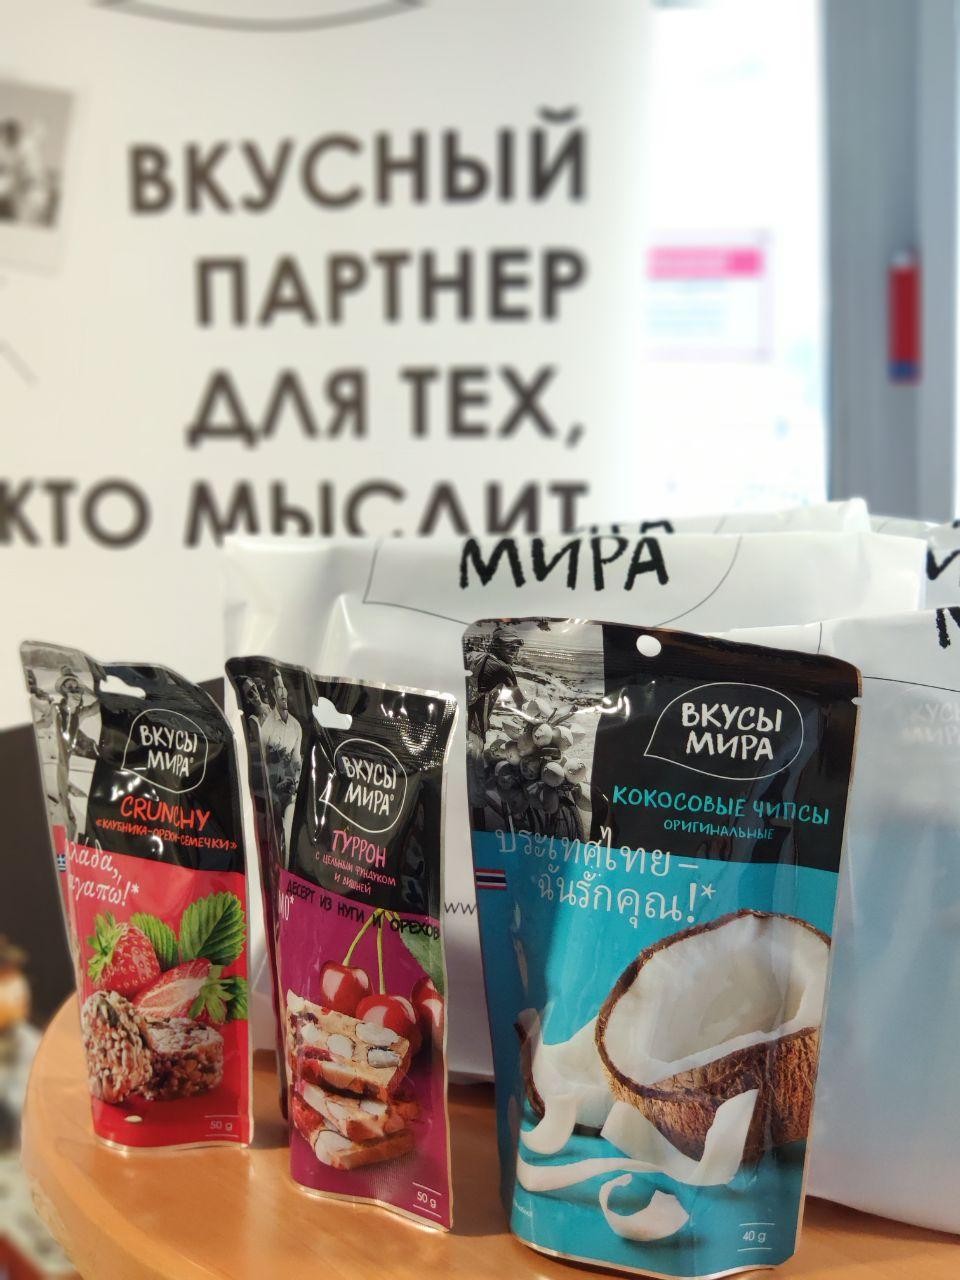 ВКУСНЫЙ
ПАРТНЕР
ДЛЯ ТЕХ,
КТО МЫСЛИТ
МИРА
ВКУСЫ
МИРА®
CRUNCHY
«КЛУБНИКА-ОРЕХИ-СЕМЕЧКИ»
50 g
ВКУСЫ
МИРА®
ТУРРОН
С ЦЕЛЬНЫМ ФУНДУКОМ
И ВИШНЕЙ
ДЕСЕРТ ИЗ НУГИ И ОРЕХОВ
50 g
ВКУСЫ
МИРА
КОКОСОВЫЕ ЧИПСЫ
ОРИГИНАЛЬНЫЕ
ประเทศไทย –
ฉันรักคุณ!*
40 g
www